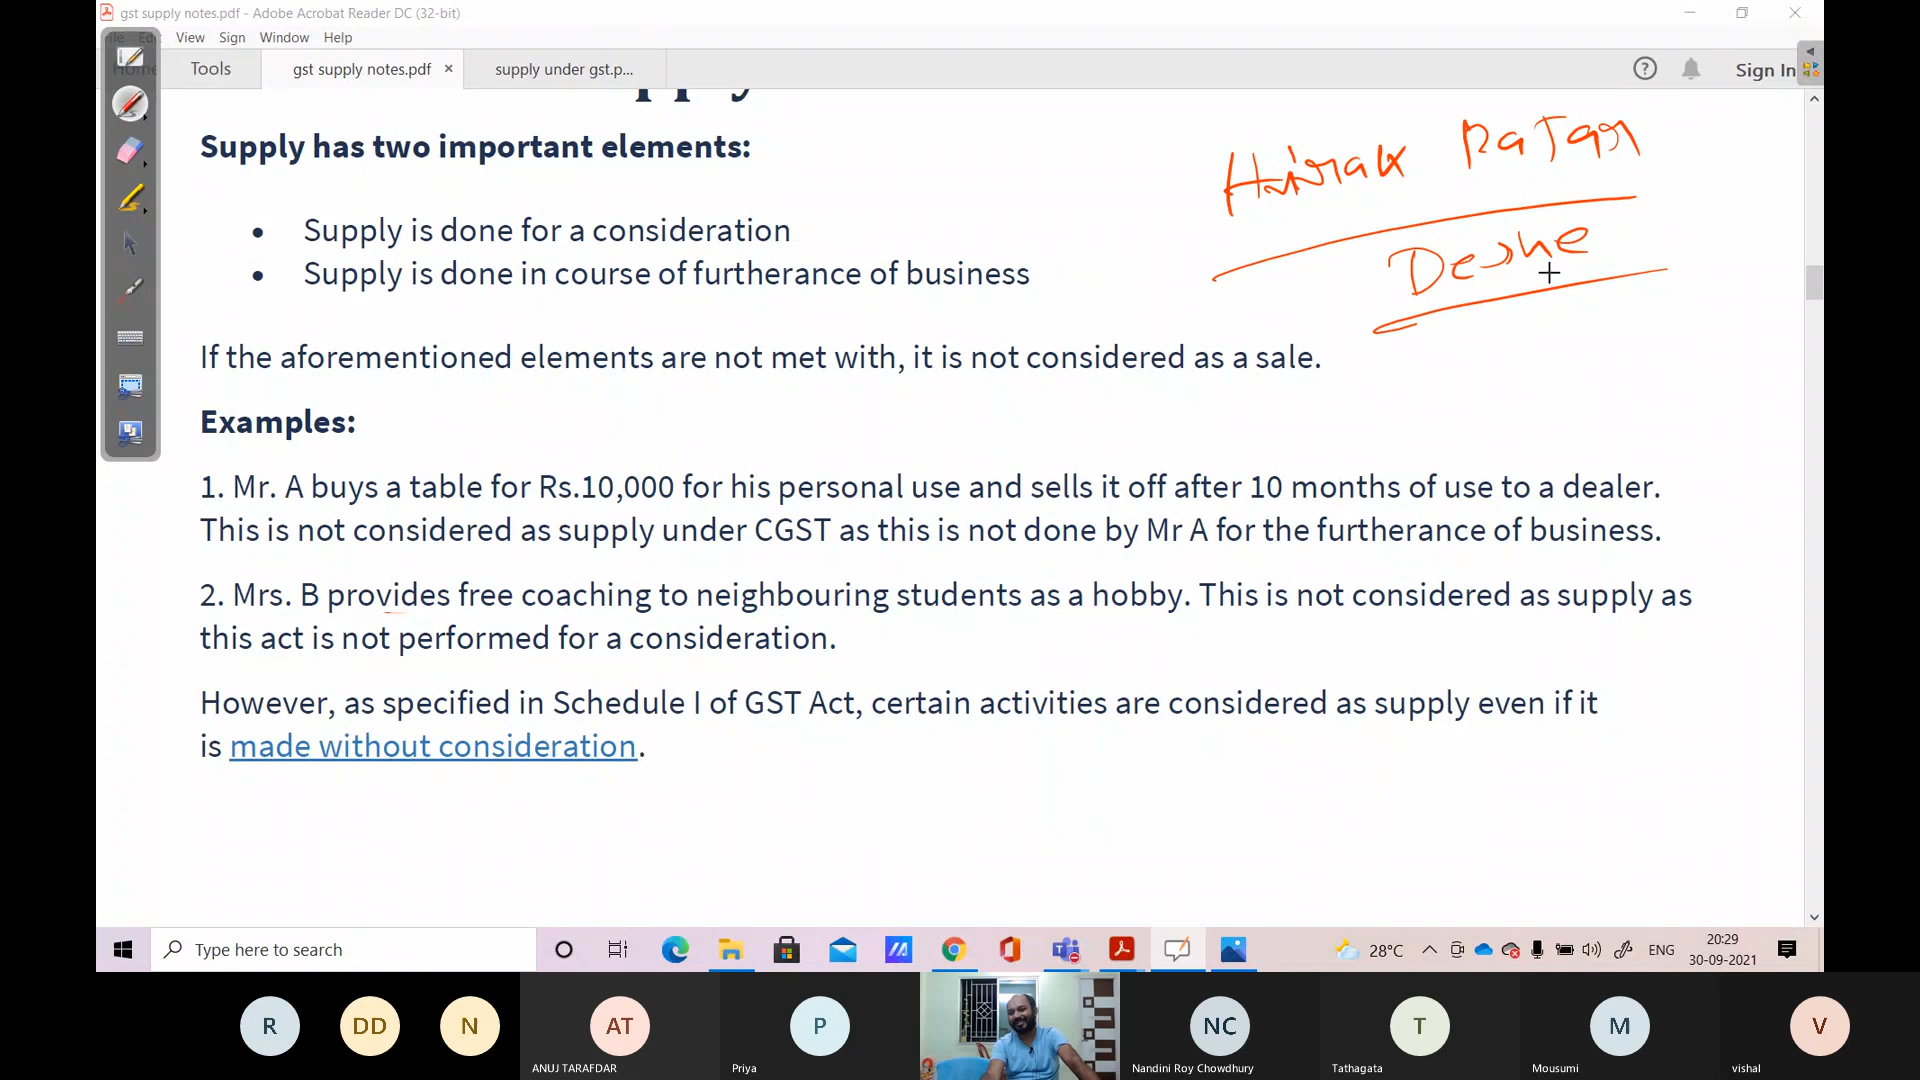 gst supply notes.pdf - Adobe Acrobat Reader DC (32-bit)
View Sign Window Help
Tools gst supply notes.pdf × supply under gst.p... Sign In
Supply has two important elements:
Hirak RaJar
• Supply is done for a consideration
Deshe
• Supply is done in course of furtherance of business
If the aforementioned elements are not met with, it is not considered as a sale.
Examples:
1. Mr. A buys a table for Rs.10,000 for his personal use and sells it off after 10 months of use to a dealer.
This is not considered as supply under CGST as this is not done by Mr A for the furtherance of business.
2. Mrs. B provides free coaching to neighbouring students as a hobby. This is not considered as supply as
this act is not performed for a consideration.
However, as specified in Schedule I of GST Act, certain activities are considered as supply even if it
is made without consideration.
Type here to search 28°C ENG 20:29
30-09-2021
R DD N AT P NC T M V
ANUJ TARAFDAR Priya Nandini Roy Chowdhury Tathagata Mousumi vishal